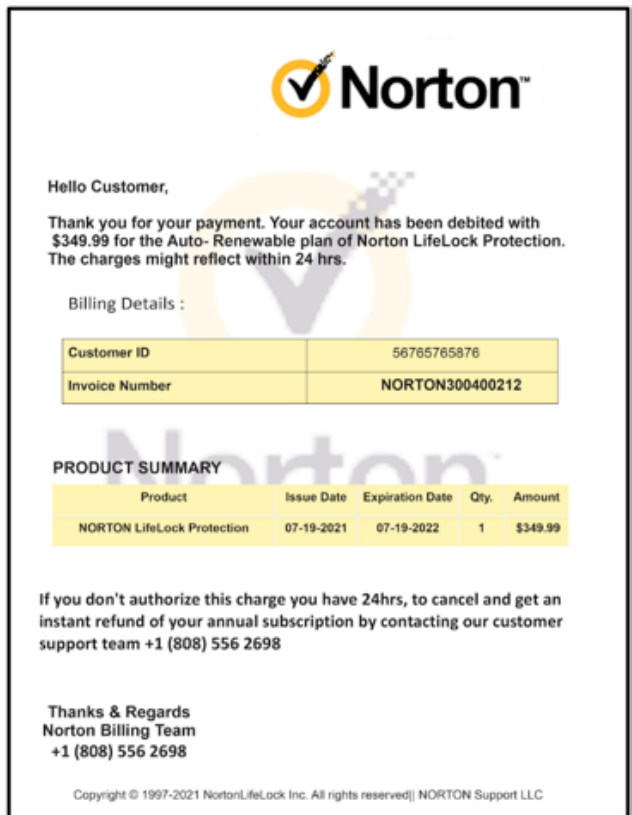 Norton™
Hello Customer,
Thank you for your payment. Your account has been debited with
$349.99 for the Auto- Renewable plan of Norton LifeLock Protection.
The charges might reflect within 24 hrs.
Billing Details :
Customer ID 56765765876
Invoice Number NORTON300400212
Norton
PRODUCT SUMMARY
Product Issue Date Expiration Date Qty. Amount
NORTON LifeLock Protection 07-19-2021 07-19-2022 1 $349.99
If you don't authorize this charge you have 24hrs, to cancel and get an
instant refund of your annual subscription by contacting our customer
support team +1 (808) 556 2698
Thanks & Regards
Norton Billing Team
+1 (808) 556 2698
Copyright © 1997-2021 NortonLifeLock Inc. All rights reserved|| NORTON Support LLC